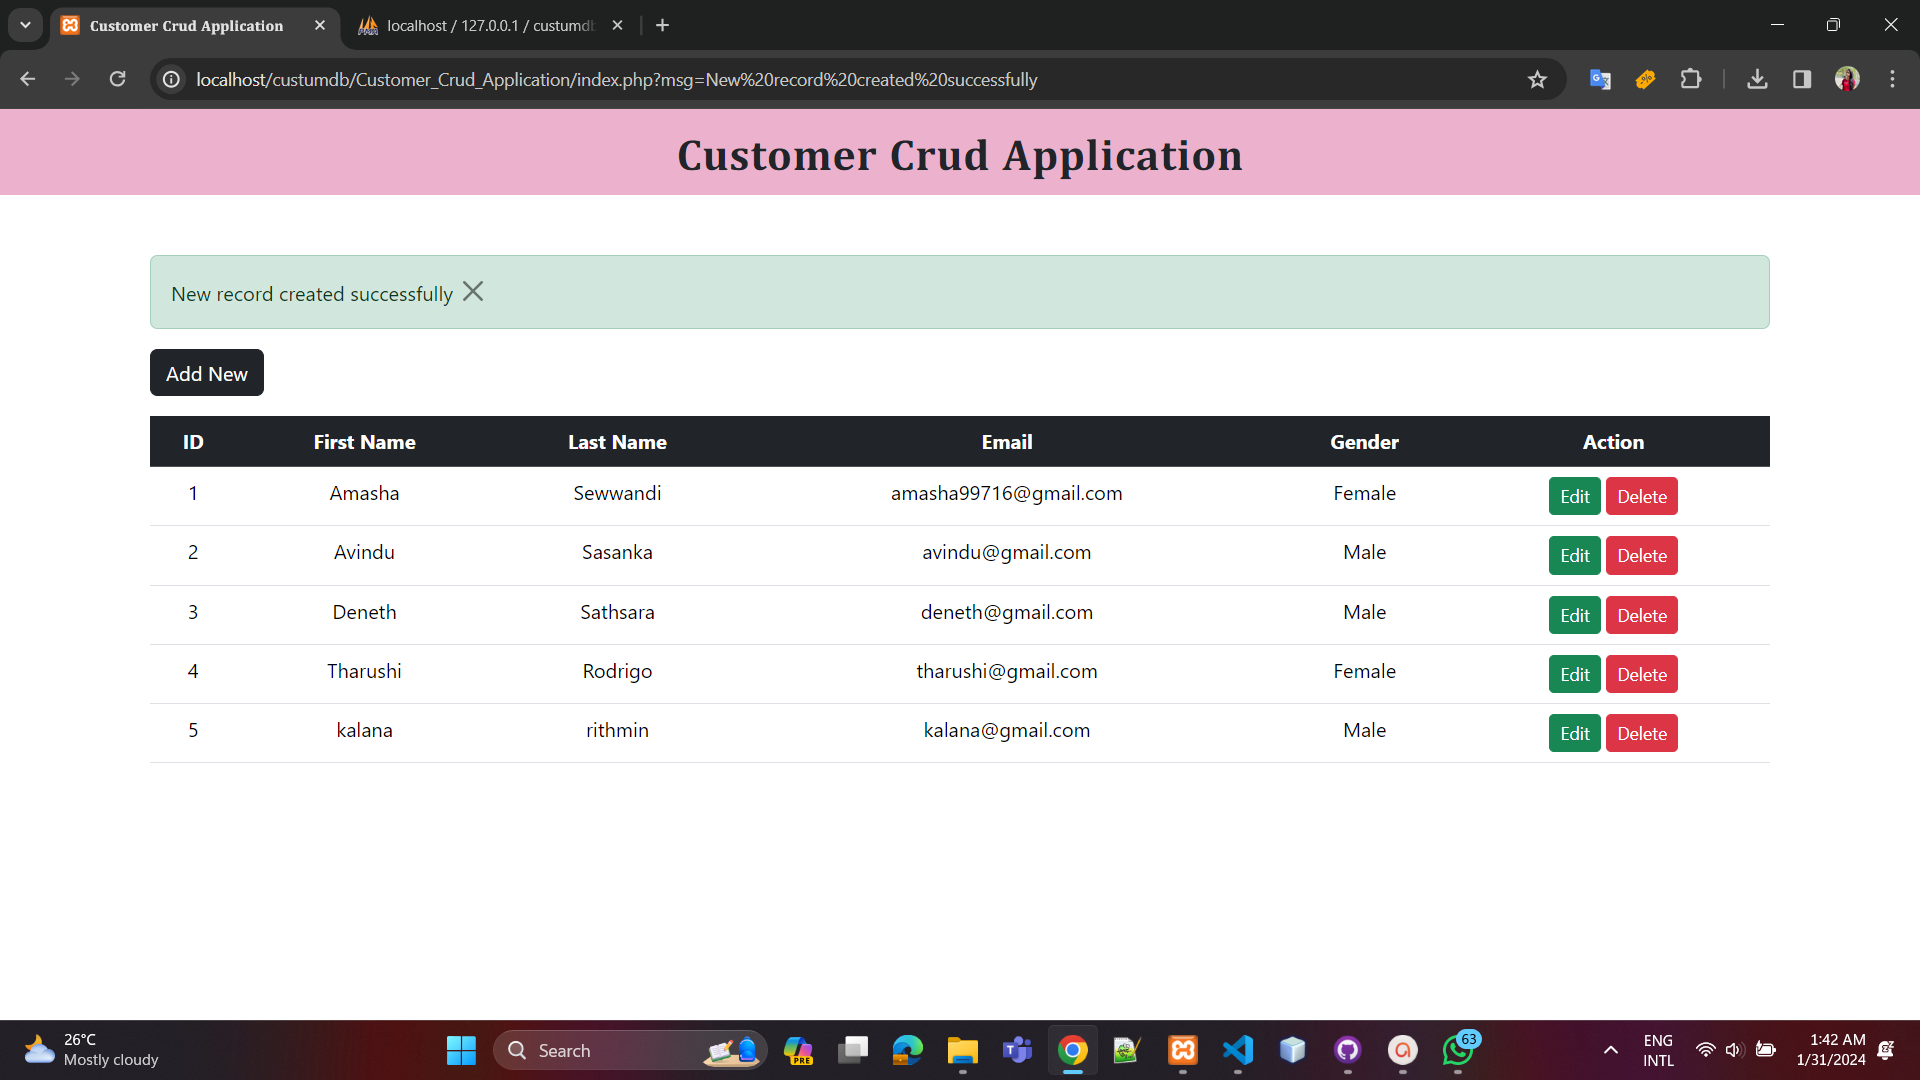 Customer Crud Application
localhost / 127.0.0.1 / custumdb
localhost/custumdb/Customer_Crud_Application/index.php?msg=New%20record%20created%20successfully
Customer Crud Application
New record created successfully
Add New
ID First Name Last Name Email Gender Action
1 Amasha Sewwandi amasha99716@gmail.com Female Edit Delete
2 Avindu Sasanka avindu@gmail.com Male Edit Delete
3 Deneth Sathsara deneth@gmail.com Male Edit Delete
4 Tharushi Rodrigo tharushi@gmail.com Female Edit Delete
5 kalana rithmin kalana@gmail.com Male Edit Delete
26°C
Mostly cloudy
Search
PRE
63
ENG
INTL
1:42 AM
1/31/2024